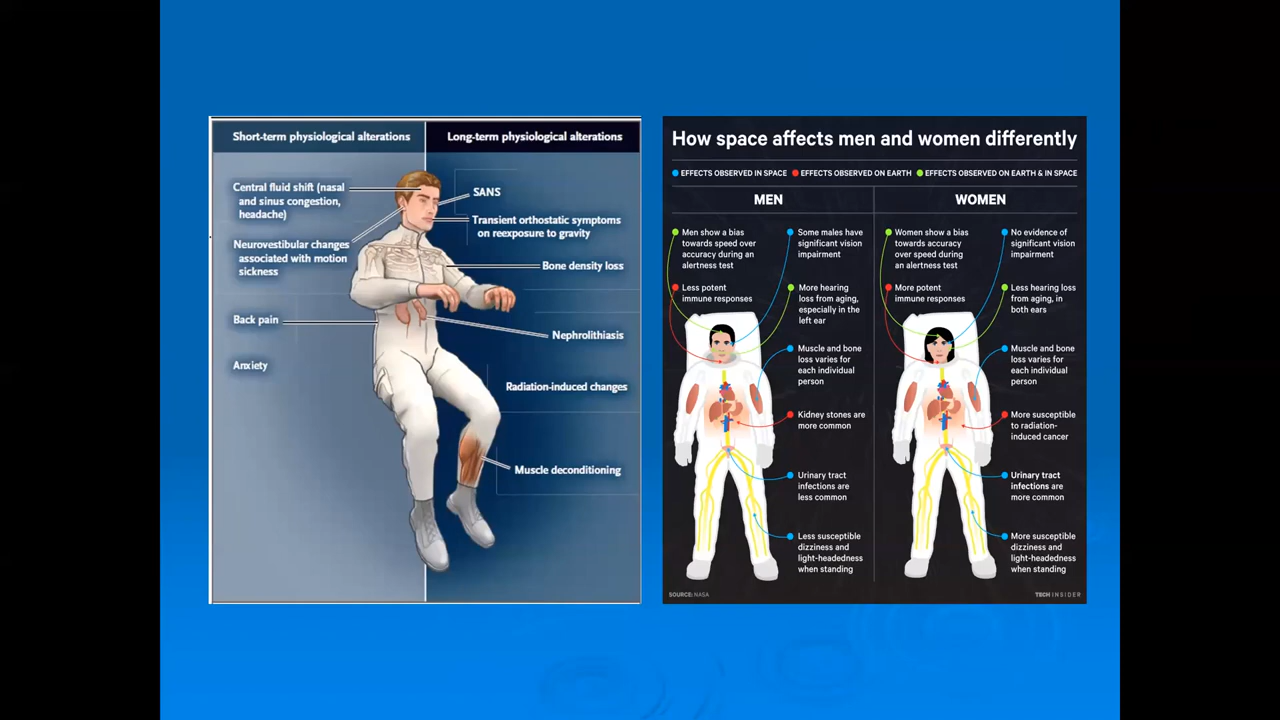 Short-term physiological alterations
Central fluid shift (nasal
and sinus congestion,
headache)
Neurovestibular changes
associated with motion
sickness
Back pain
Anxiety
Long-term physiological alterations
SANS
Transient orthostatic symptoms
on reexposure to gravity
Bone density loss
Nephrolithiasis
Radiation-induced changes
Muscle deconditioning
How space affects men and women differently
EFFECTS OBSERVED IN SPACE
EFFECTS OBSERVED ON EARTH
EFFECTS OBSERVED ON EARTH & IN SPACE
MEN
Men show a bias
towards speed over
accuracy during an
alertness test
Less potent
immune responses
Some males have
significant vision
impairment
More hearing
loss from aging,
especially in the
left ear
Muscle and bone
loss varies for
each individual
person
Kidney stones are
more common
Urinary tract
infections are
less common
Less susceptible
dizziness and
light-headedness
when standing
WOMEN
Women show a bias
towards accuracy
over speed during
an alertness test
More potent
immune responses
No evidence of
significant vision
impairment
Less hearing loss
from aging, in
both ears
Muscle and bone
loss varies for
each individual
person
More susceptible
to radiation-
induced cancer
Urinary tract
infections are
more common
More susceptible
dizziness and
light-headedness
when standing
SOURCE: NASA
TECH INSIDER